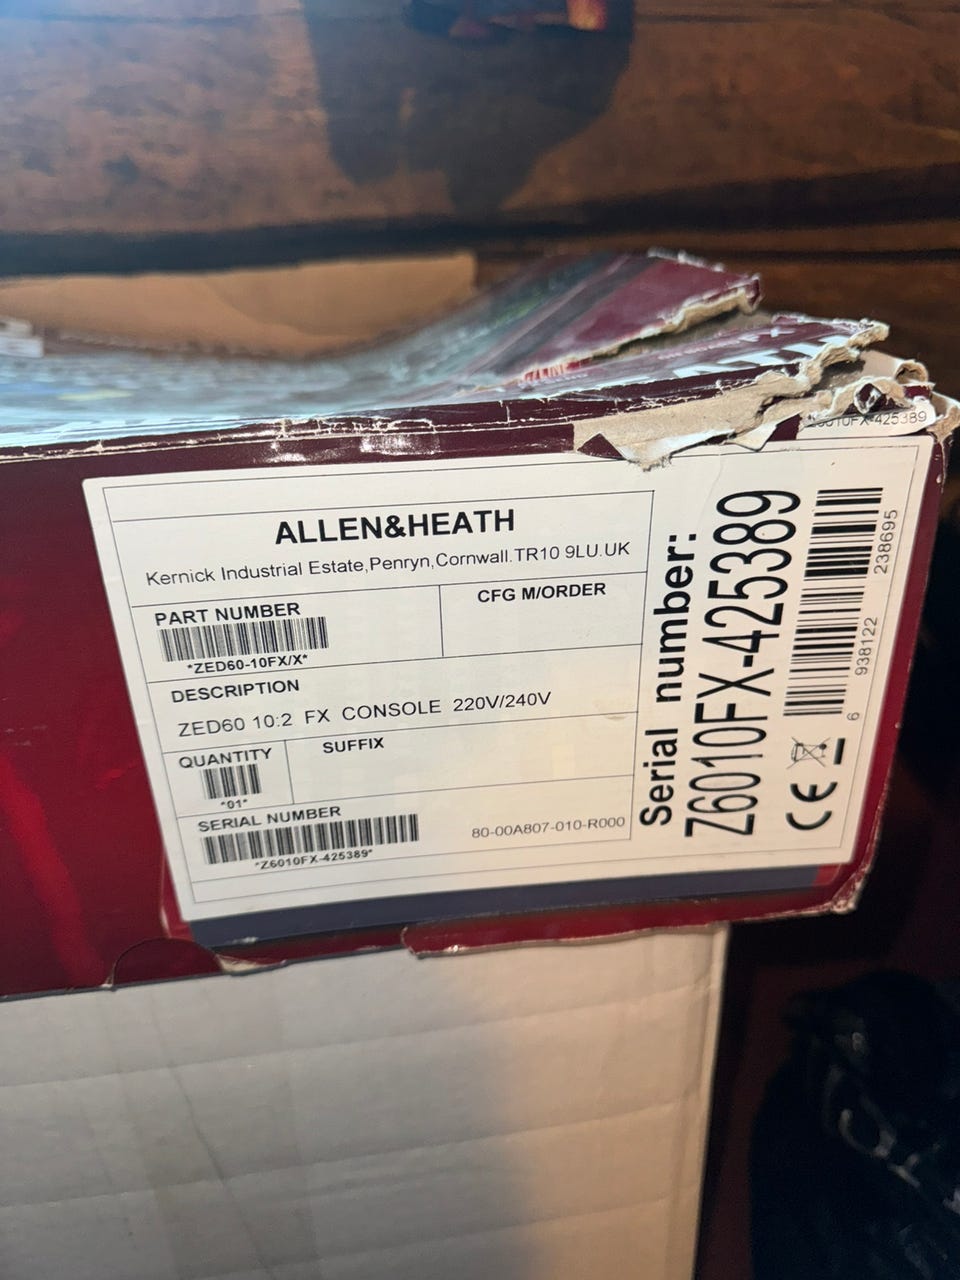 Z6010FX-425389
ALLEN&HEATH
Kernick Industrial Estate,Penryn,Cornwall.TR10 9LU.UK
PART NUMBER
*ZED60-10FX/X*
CFG M/ORDER
DESCRIPTION
ZED60 10:2 FX CONSOLE 220V/240V
QUANTITY
*01*
SUFFIX
SERIAL NUMBER
*Z6010FX-425389*
80-00A807-010-R000
Serial number:
Z6010FX-425389
6 938122 238695
CE